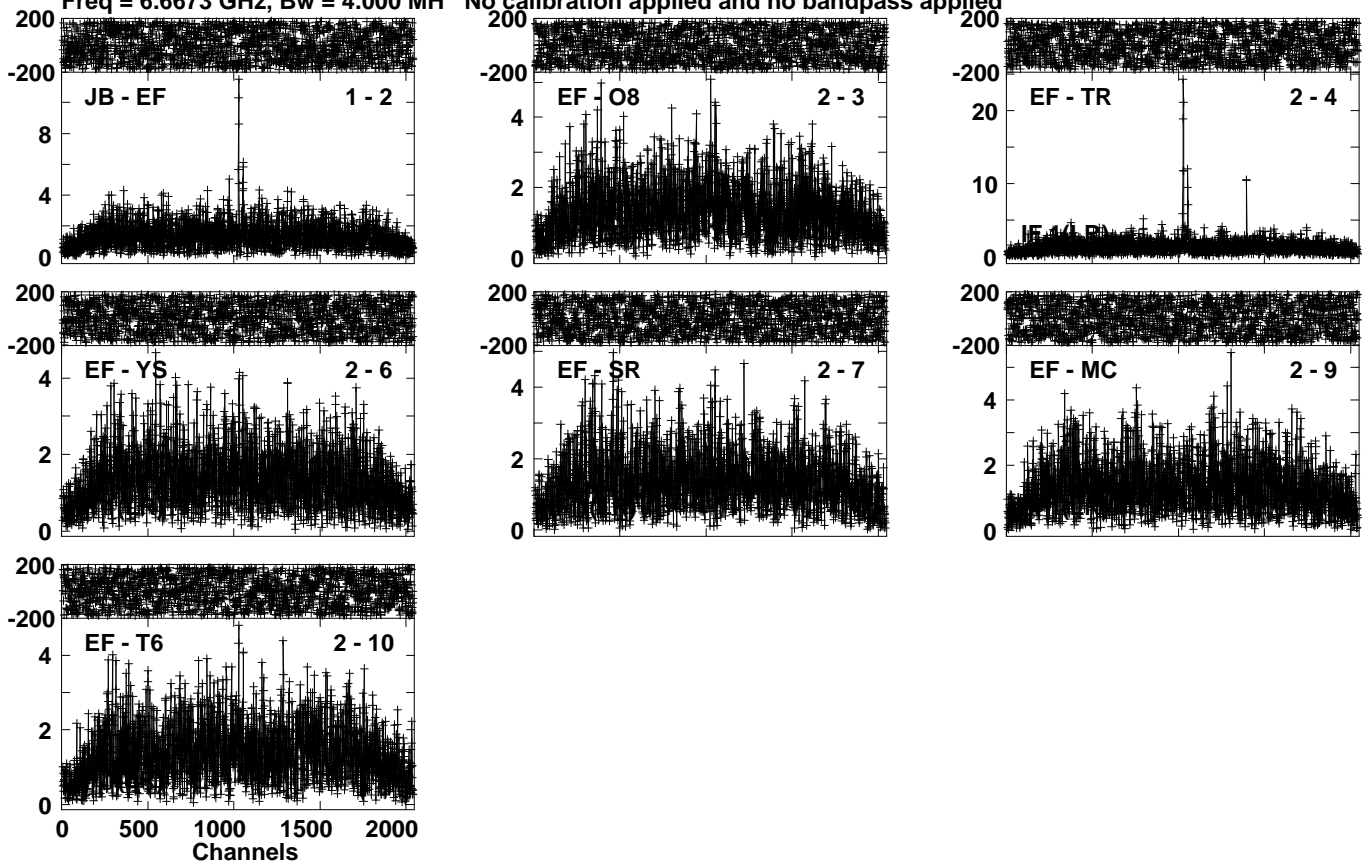 Freq = 6.6673 GHz, Bw = 4.000 MH No calibration applied and no bandpass applied
200 200 200
-200 -200 -200
JB - EF 1 - 2 EF - O8 2 - 3 EF - TR 2 - 4
20
8 4
10
4 2
IF 1(LR)
0 0 0
200 200 200
-200 -200 -200
EF - YS 2 - 6 EF - SR 2 - 7 EF - MC 2 - 9
4 4 4
2 2 2
0 0 0
200
-200
EF - T6 2 - 10
4
2
0
0 500 1000 1500 2000
Channels